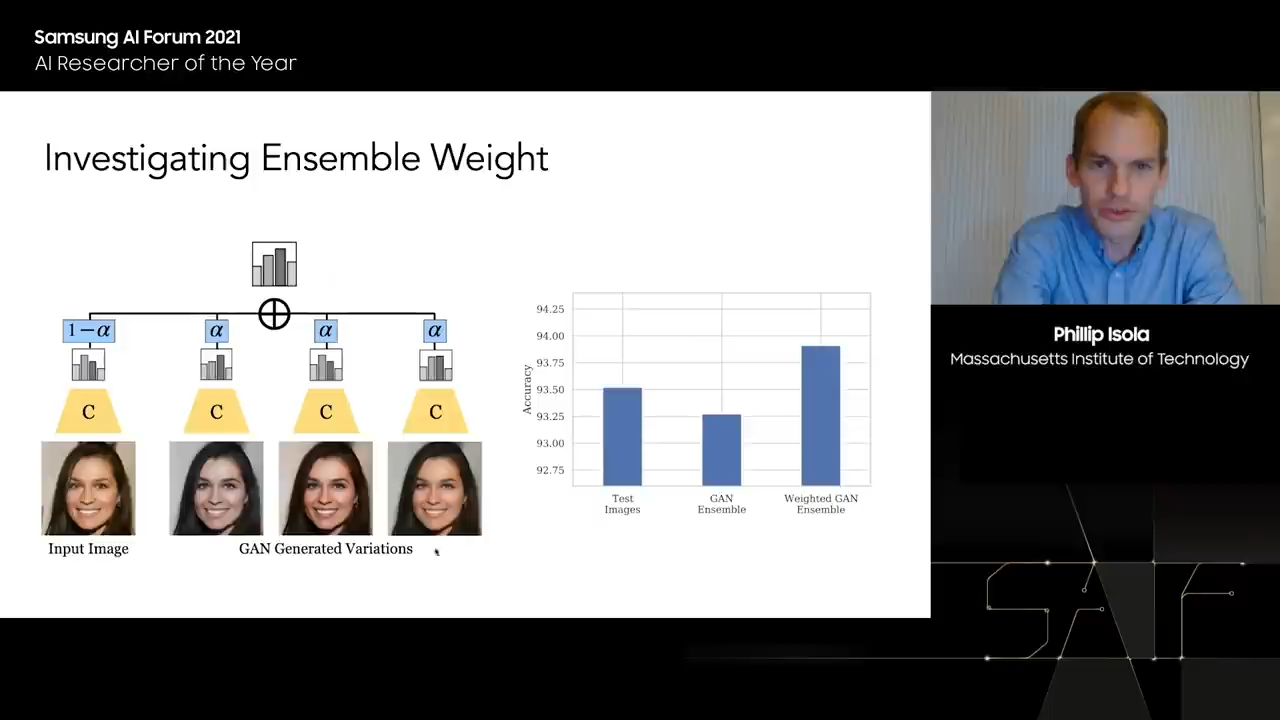 Samsung AI Forum 2021
AI Researcher of the Year
Investigating Ensemble Weight
1−α
α
α
α
C
C
C
C
Input Image
GAN Generated Variations
Accuracy
94.25
94.00
93.75
93.50
93.25
93.00
92.75
Test
Images
GAN
Ensemble
Weighted GAN
Ensemble
Phillip Isola
Massachusetts Institute of Technology
SAIF